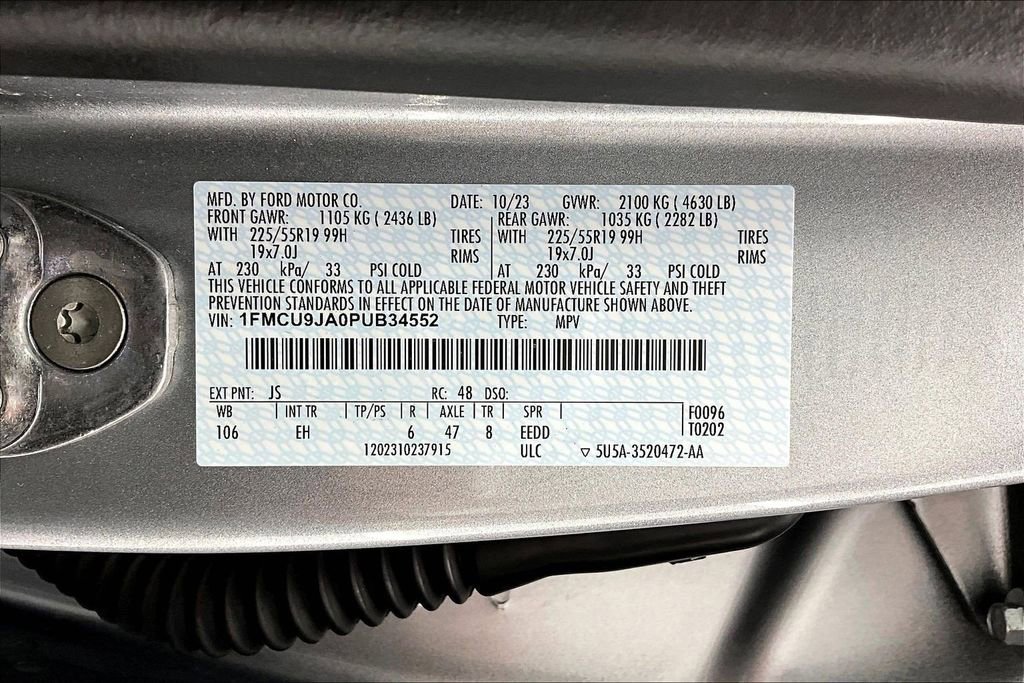 MFD. BY FORD MOTOR CO. DATE: 10/23 GVWR: 2100 KG ( 4630 LB)
FRONT GAWR: 1105 KG ( 2436 LB) REAR GAWR: 1035 KG ( 2282 LB)
WITH 225/55R19 99H TIRES WITH 225/55R19 99H TIRES
19x7.0J RIMS 19x7.0J RIMS
AT 230 kPa/ 33 PSI COLD AT 230 kPa/ 33 PSI COLD
THIS VEHICLE CONFORMS TO ALL APPLICABLE FEDERAL MOTOR VEHICLE SAFETY AND THEFT
PREVENTION STANDARDS IN EFFECT ON THE DATE OF MANUFACTURE SHOWN ABOVE.
VIN: 1FMCU9JA0PUB34552 TYPE: MPV
EXT PNT: JS RC: 48 DSO:
WB INT TR TP/PS R AXLE TR SPR F0096
106 EH 6 47 8 EEDD T0202
1202310237915 ULC ▽ 5U5A-3520472-AA